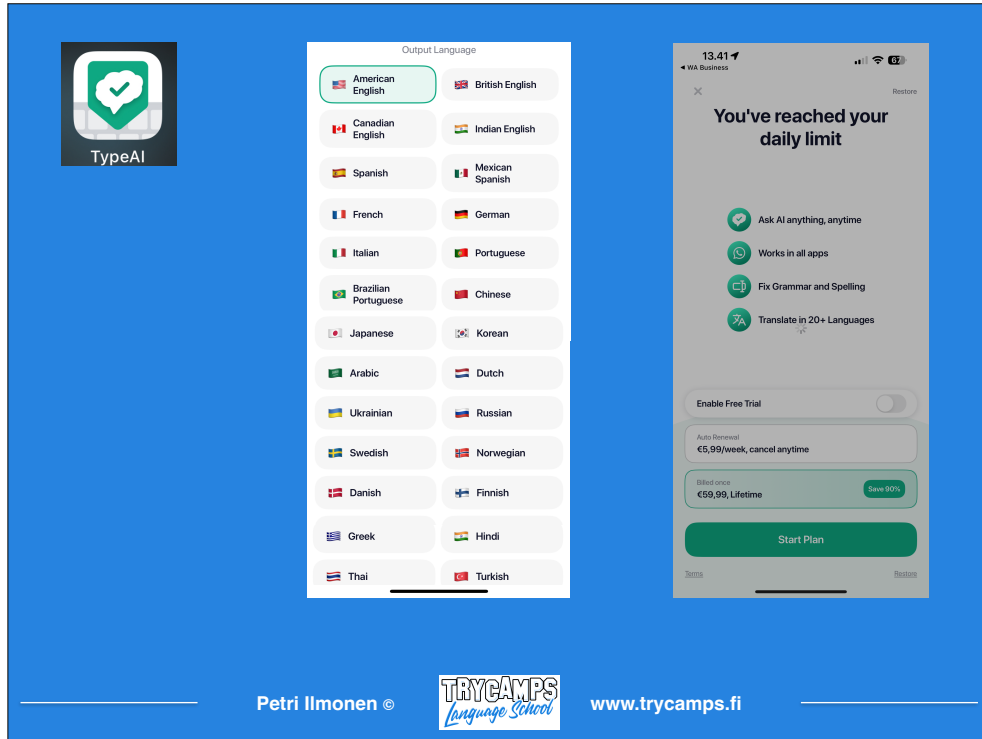 TypeAI
Output Language
American
English
British English
Canadian
English
Indian English
Spanish
Mexican
Spanish
French
German
Italian
Portuguese
Brazilian
Portuguese
Chinese
Japanese
Korean
Arabic
Dutch
Ukrainian
Russian
Swedish
Norwegian
Danish
Finnish
Greek
Hindi
Thai
Turkish
13.41
67
◀ WA Business
Restore
You've reached your
daily limit
Ask AI anything, anytime
Works in all apps
Fix Grammar and Spelling
Translate in 20+ Languages
Enable Free Trial
Auto Renewal
€5,99/week, cancel anytime
Billed once
€59,99, Lifetime
Save 90%
Start Plan
Terms
Restore
Petri Ilmonen ©
TRYCAMPS
Language School
www.trycamps.fi